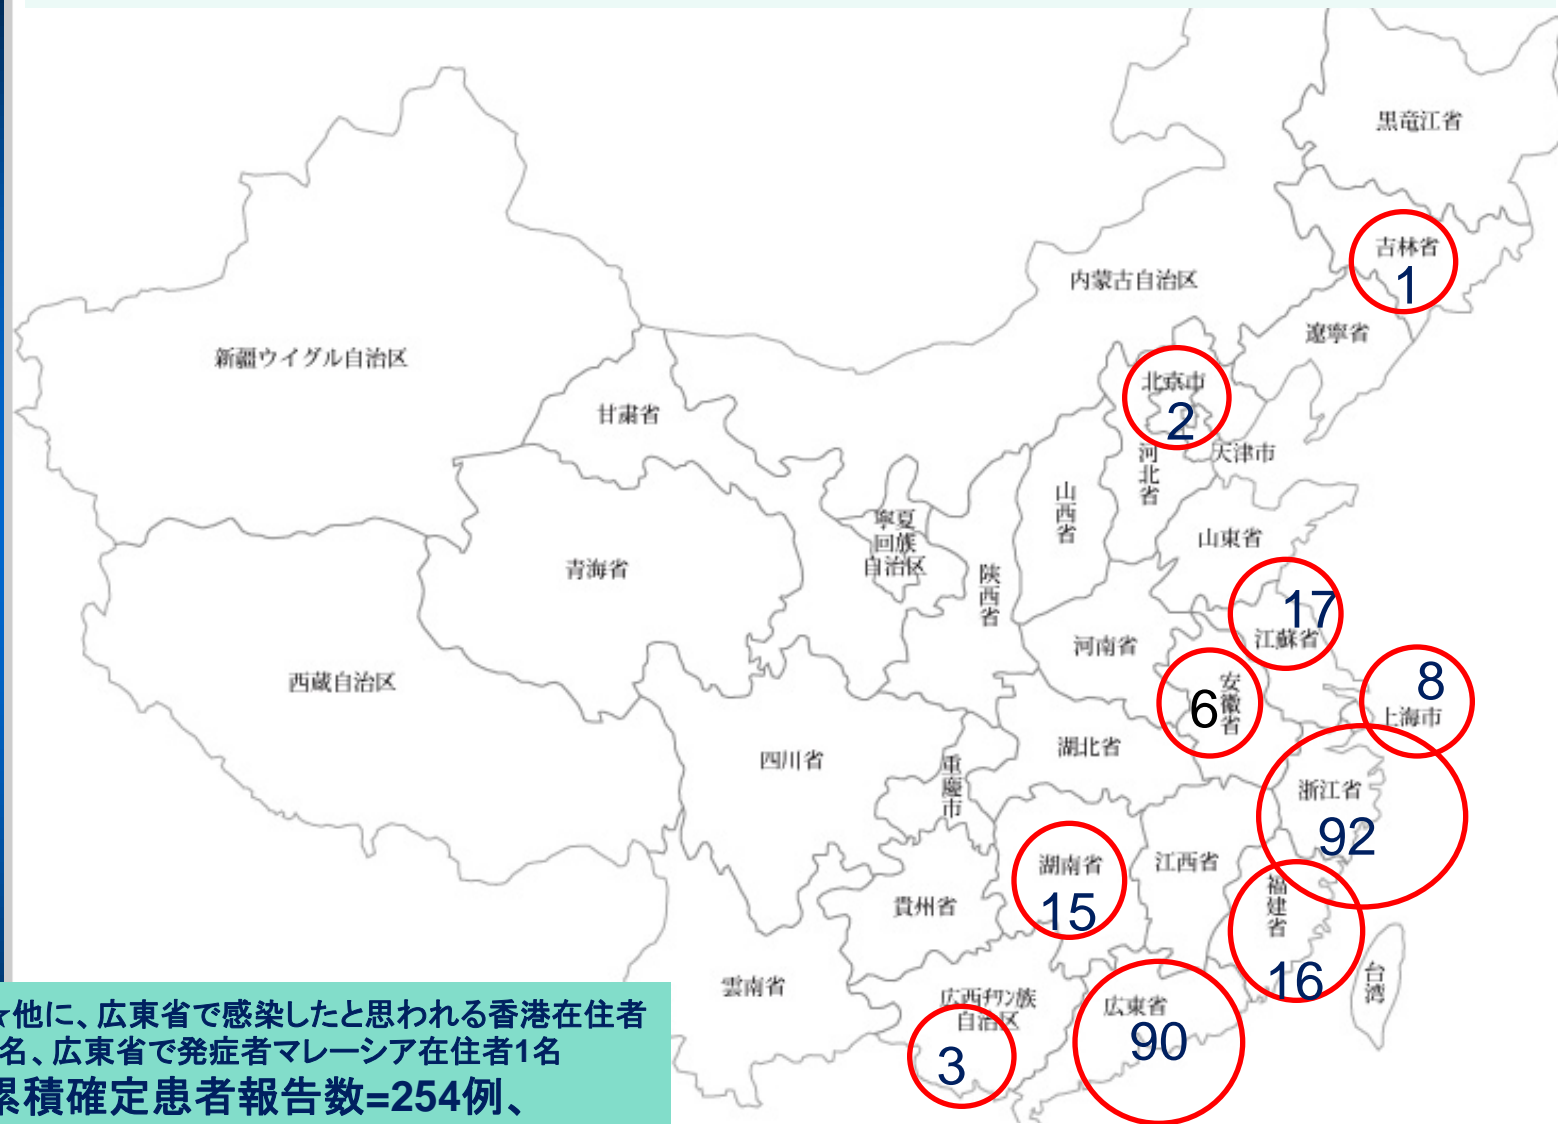 黒竜江省
吉林省
1
内蒙古自治区
遼寧省
新疆ウイグル自治区
北京市
2
甘粛省
天津市
河北省
山西省
寧夏
回族
自治区
山東省
青海省
陝西省
17
江蘇省
河南省
西蔵自治区
安徽省
6
8
上海市
四川省
湖北省
重慶市
浙江省
92
湖南省
15
江西省
貴州省
福建省
16
雲南省
台湾
広西チワン族
自治区
3
広東省
90
☆他に、広東省で感染したと思われる香港在住者
名、広東省で発症者マレーシア在住者1名
累積確定患者報告数=254例、